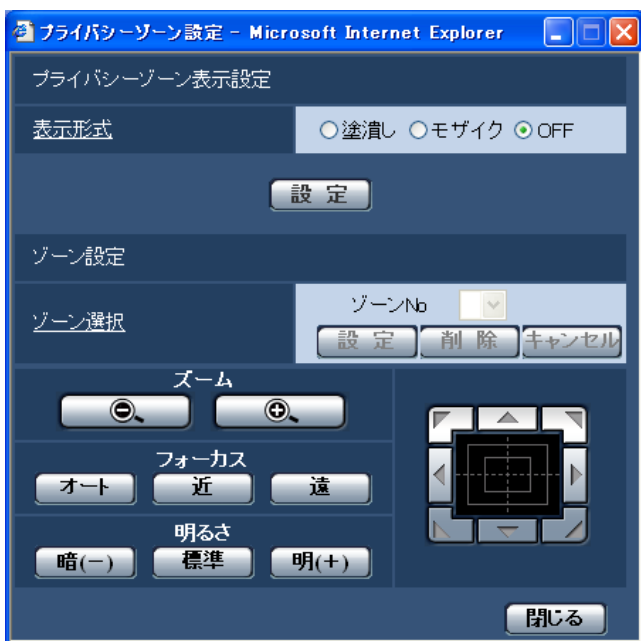 プライバシーゾーン設定 - Microsoft Internet Explorer
プライバシーゾーン表示設定
表示形式 塗潰し モザイク OFF
設 定
ゾーン設定
ゾーン選択 ゾーンNo
設 定 削 除 キャンセル
ズーム
フォーカス
オート 近 遠
明るさ
暗(−) 標準 明(+)
閉じる